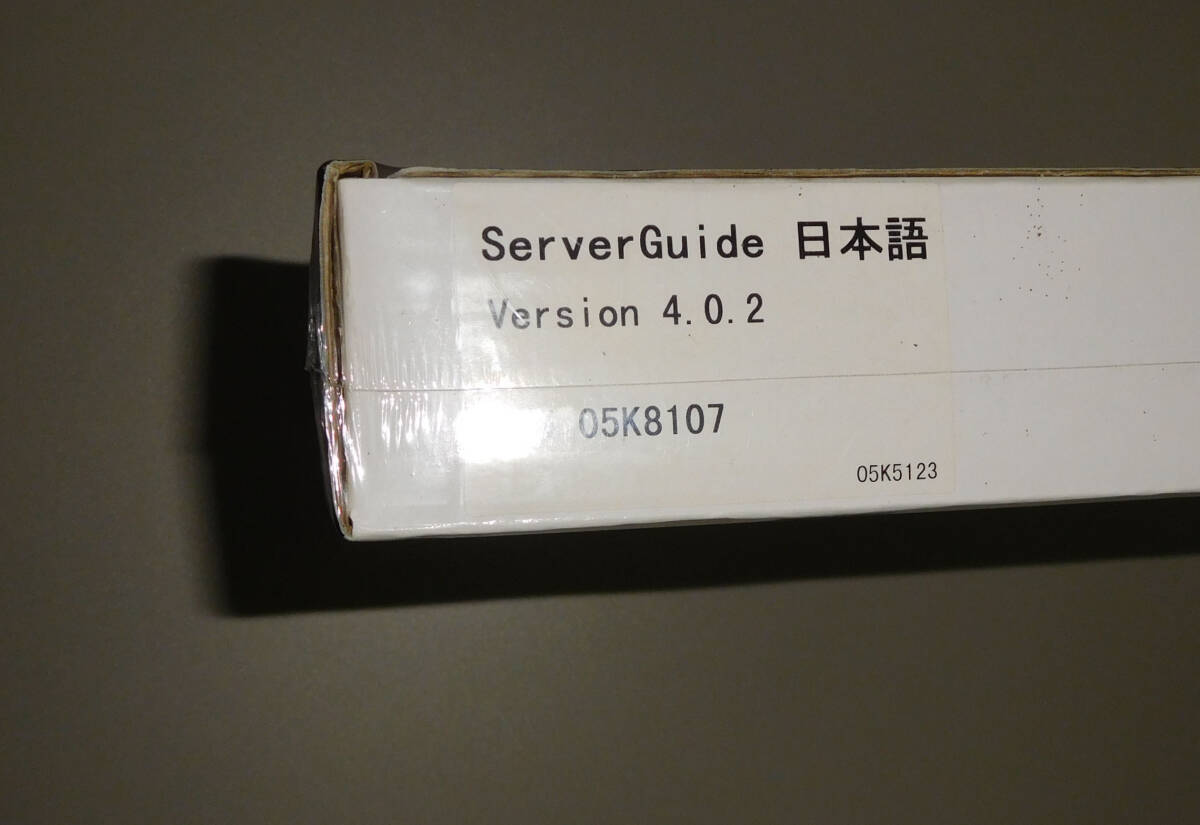 ServerGuide 日本語
Version 4.0.2
05K8107
05K5123